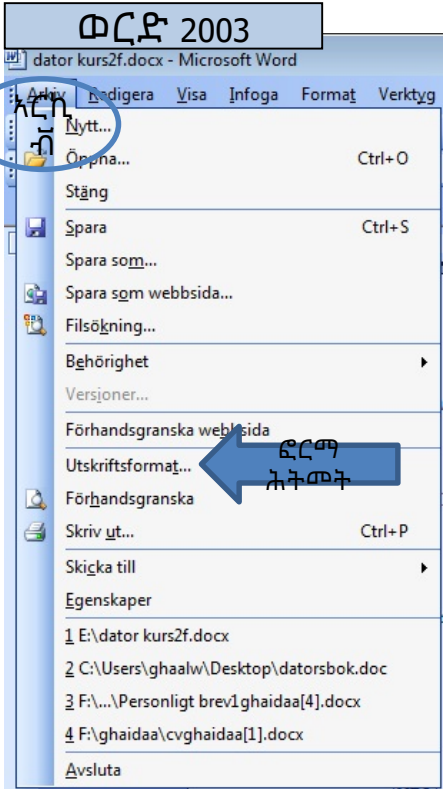 ወርድ 2003
dator kurs2f.docx - Microsoft Word
Arkiv Redigera Visa Infoga Format Verktyg
ኣርኪ
ቭ
Nytt...
Öppna... Ctrl+O
Stäng
Spara Ctrl+S
Spara som...
Spara som webbsida...
Filsökning...
Behörighet
Versioner...
Förhandsgranska webbsida
ፎርማ
Utskriftsformat...
ሕትመት
Förhandsgranska
Skriv ut... Ctrl+P
Skicka till
Egenskaper
1 E:\dator kurs2f.docx
2 C:\Users\ghaalw\Desktop\datorsbok.doc
3 F:\...\Personligt brev1ghaidaa[4].docx
4 F:\ghaidaa\cvghaidaa[1].docx
Avsluta